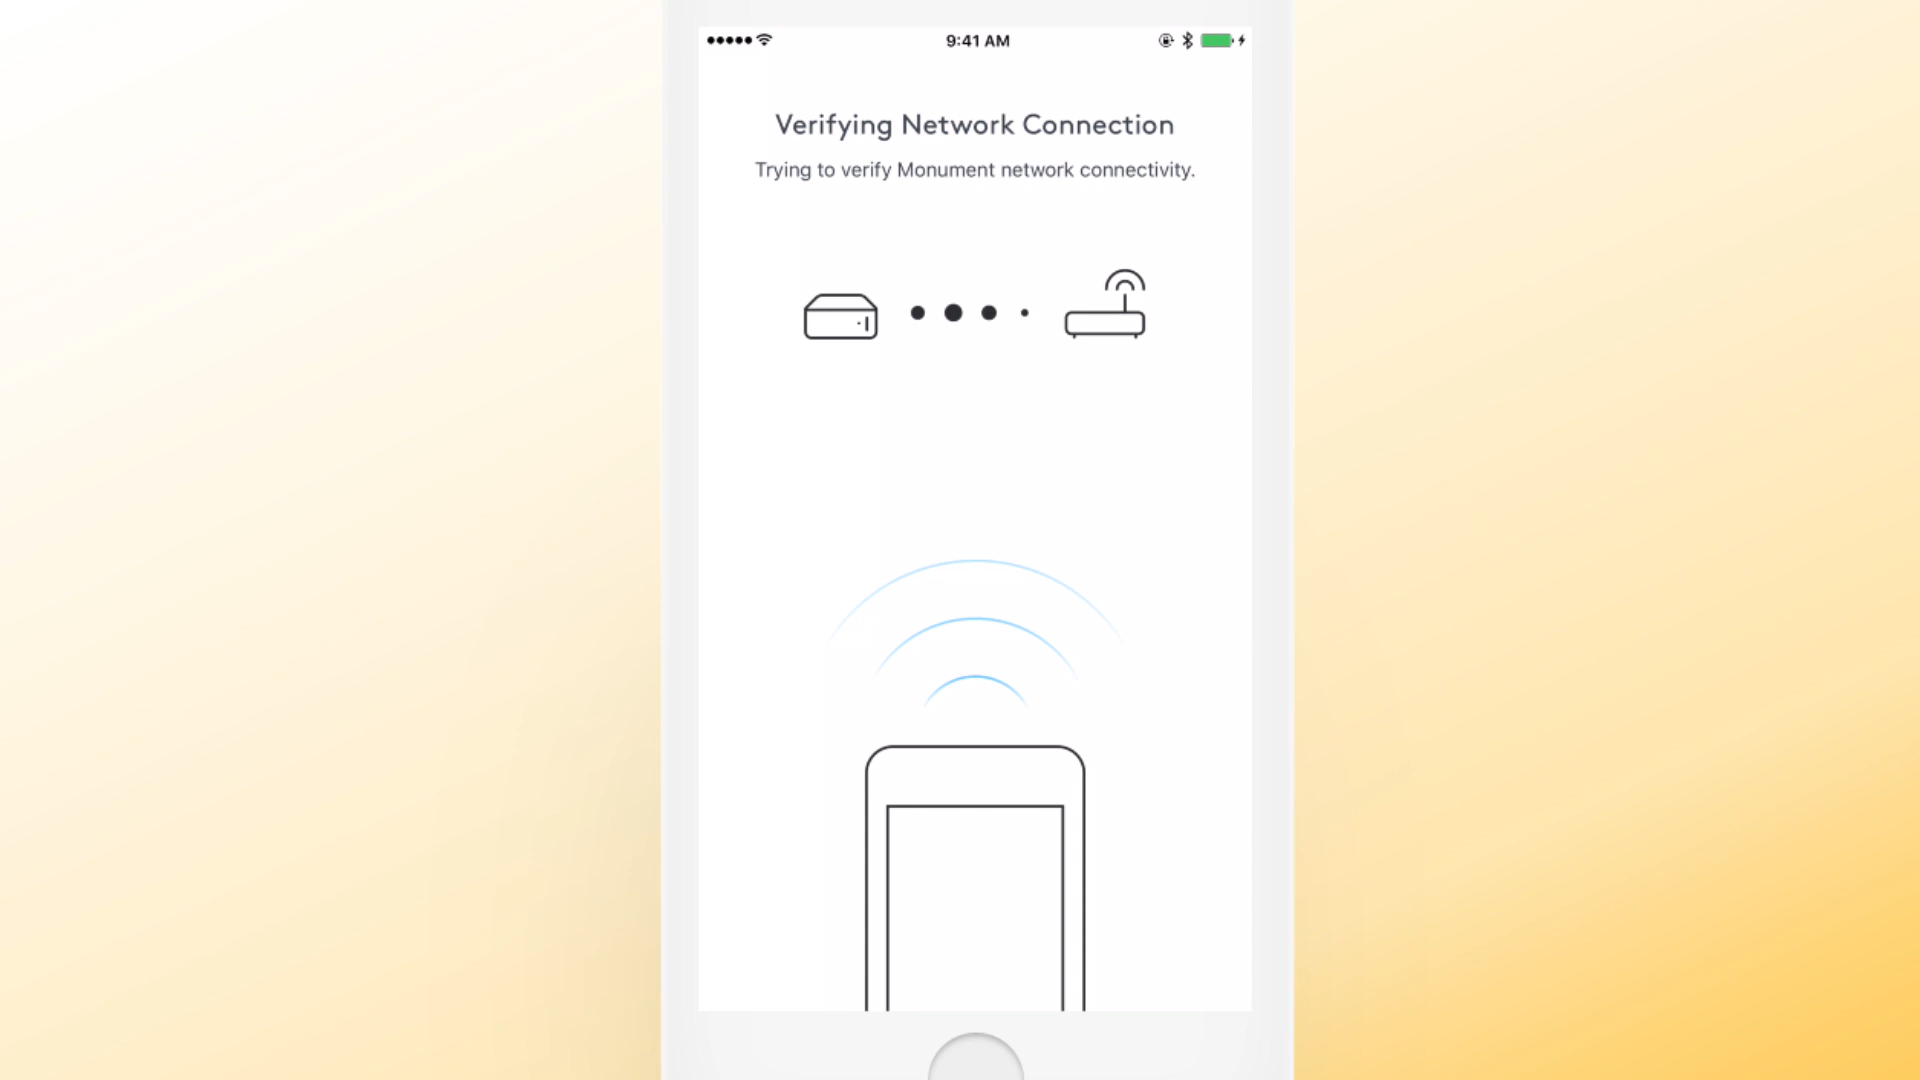 9:41 AM
Verifying Network Connection
Trying to verify Monument network connectivity.